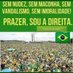 SEM NUDEZ, SEM MACONHA, SEM
VANDALISMO, SEM IMORALIDADE!
PRAZER, SOU A DIREITA